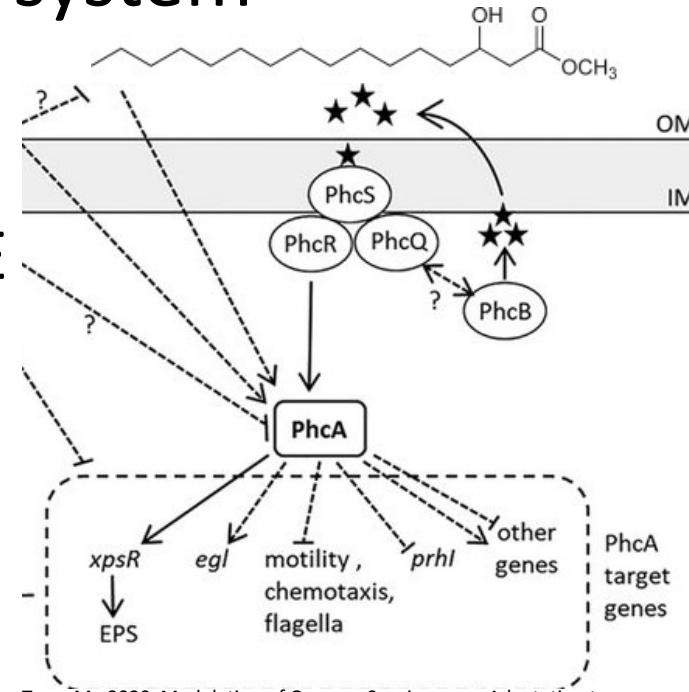 system
OH
O
OCH3
?
OM
IM
PhcS
PhcR
PhcQ
?
PhcB
?
PhcA
xpsR
egl
motility ,
chemotaxis,
flagella
prhI
other
genes
EPS
PhcA
target
genes